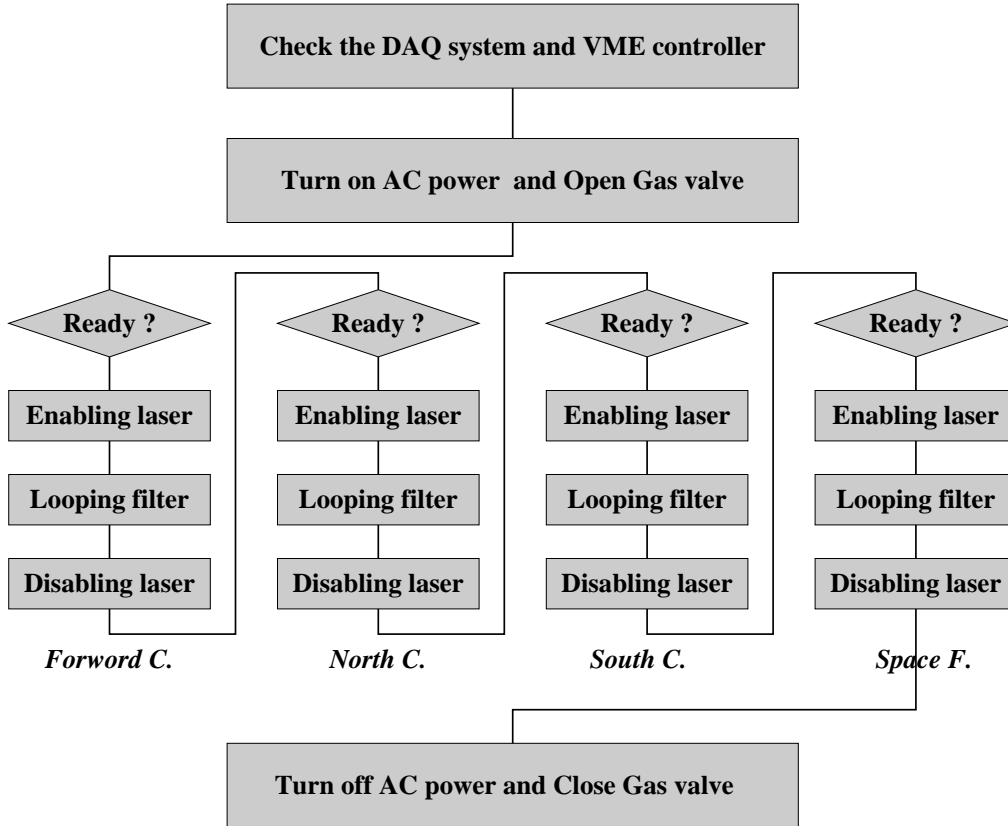 Check the DAQ system and VME controller
Turn on AC power and Open Gas valve
Ready ?
Ready ?
Ready ?
Ready ?
Enabling laser
Enabling laser
Enabling laser
Enabling laser
Looping filter
Looping filter
Looping filter
Looping filter
Disabling laser
Disabling laser
Disabling laser
Disabling laser
Forword C.
North C.
South C.
Space F.
Turn off AC power and Close Gas valve